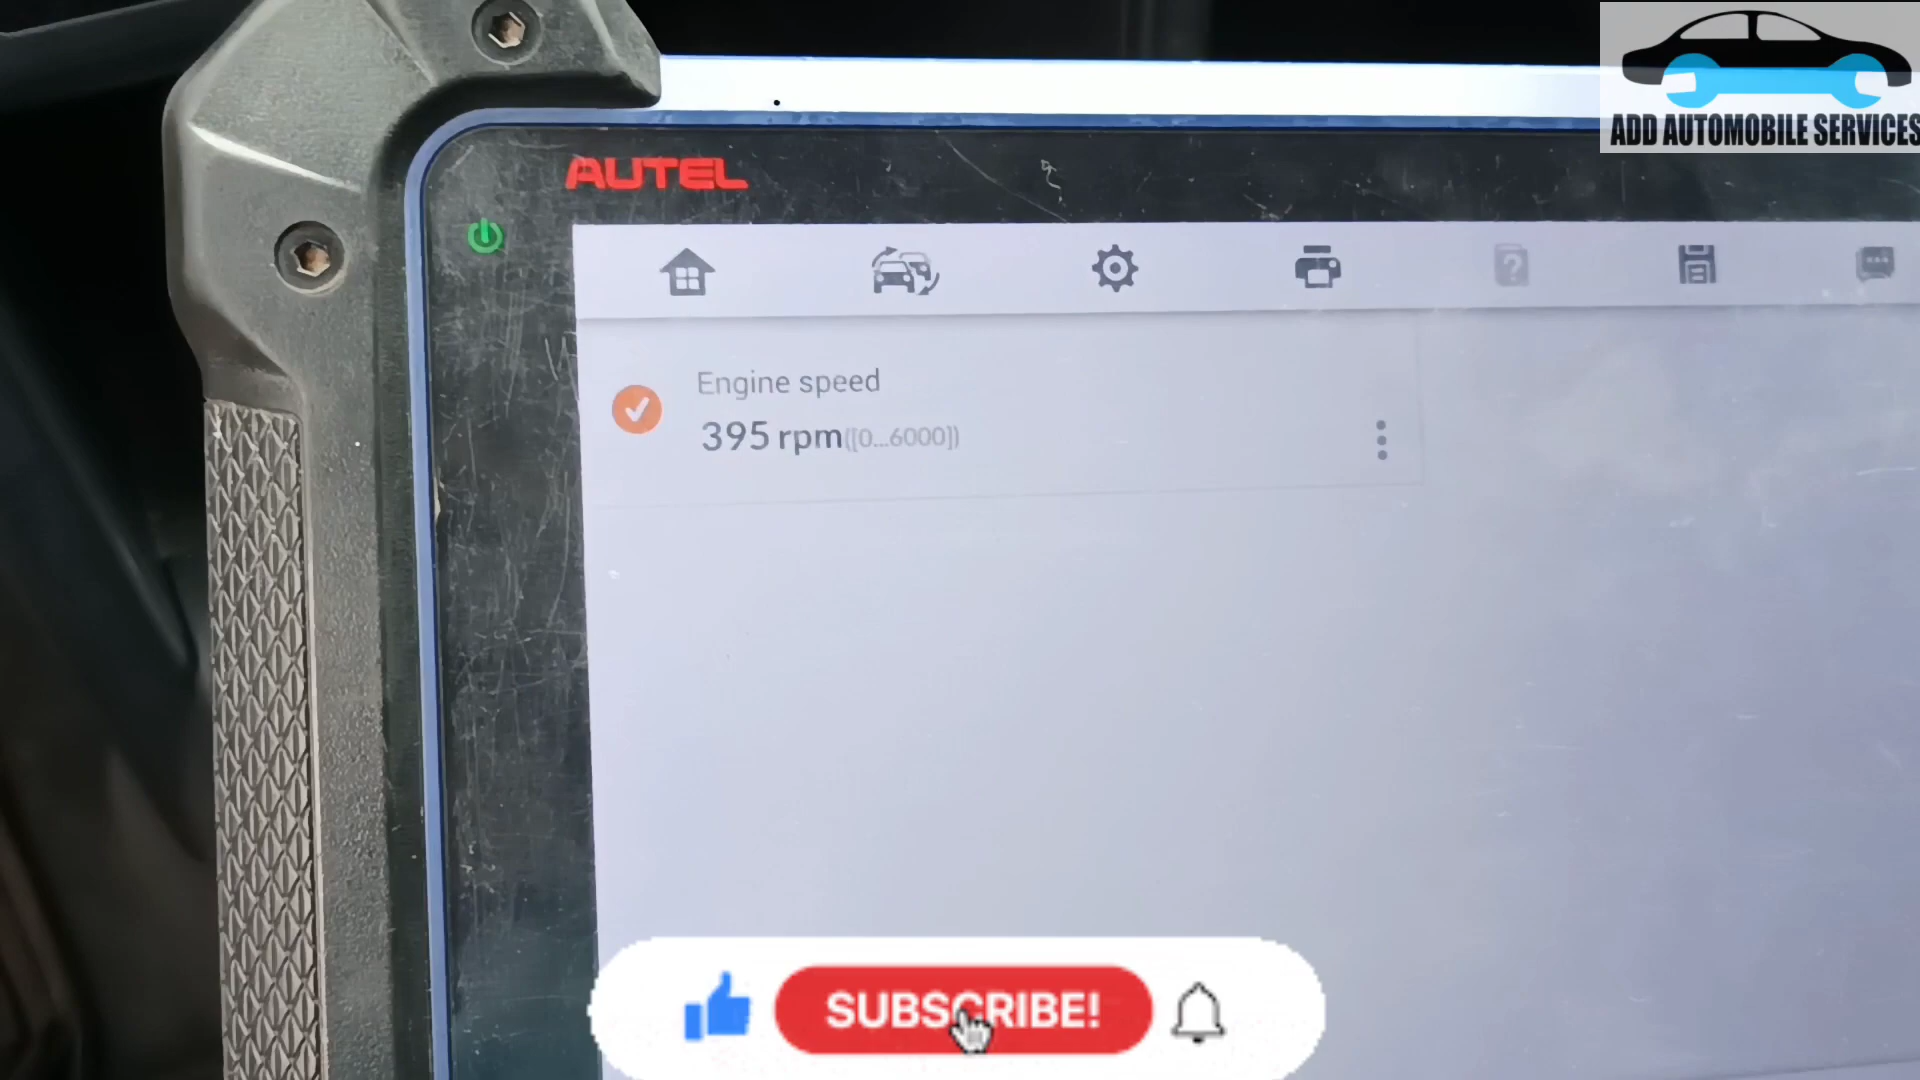 ADD AUTOMOBILE SERVICES
AUTEL
Engine speed
395 rpm([0...6000])
SUBSCRIBE!